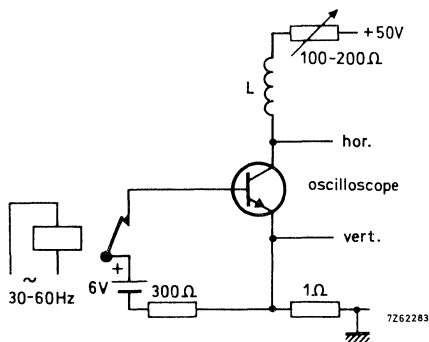 +50V
100-200Ω
L
hor.
oscilloscope
vert.
+
~
30-60Hz
6V
300Ω
1Ω
7Z62283